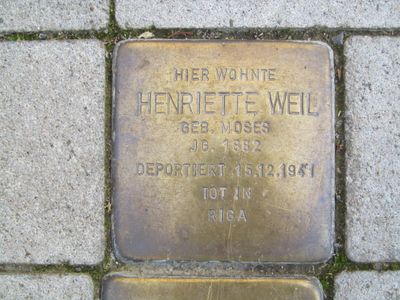 HIER WOHNTE
HENRIETTE WEIL
GEB. MOSES
JG. 1882
DEPORTIERT 15.12.1941
TOT IN
RIGA